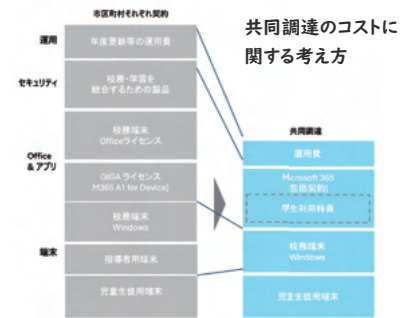 市区町村それぞれ契約
共同調達のコストに
関する考え方
運用
年度更新等の運用費
セキュリティ
校務・学習を
統合するための製品
校務端末
Officeライセンス
Office
&アプリ
GIGA ライセンス
M365 A1 for Device)
校務端末
Windows
端末
指導者用端末
児童生徒用端末
共同調達
運用費
Microsoft 365
包括契約)
学生利用特典
校務端末
Windows
児童生徒用端末